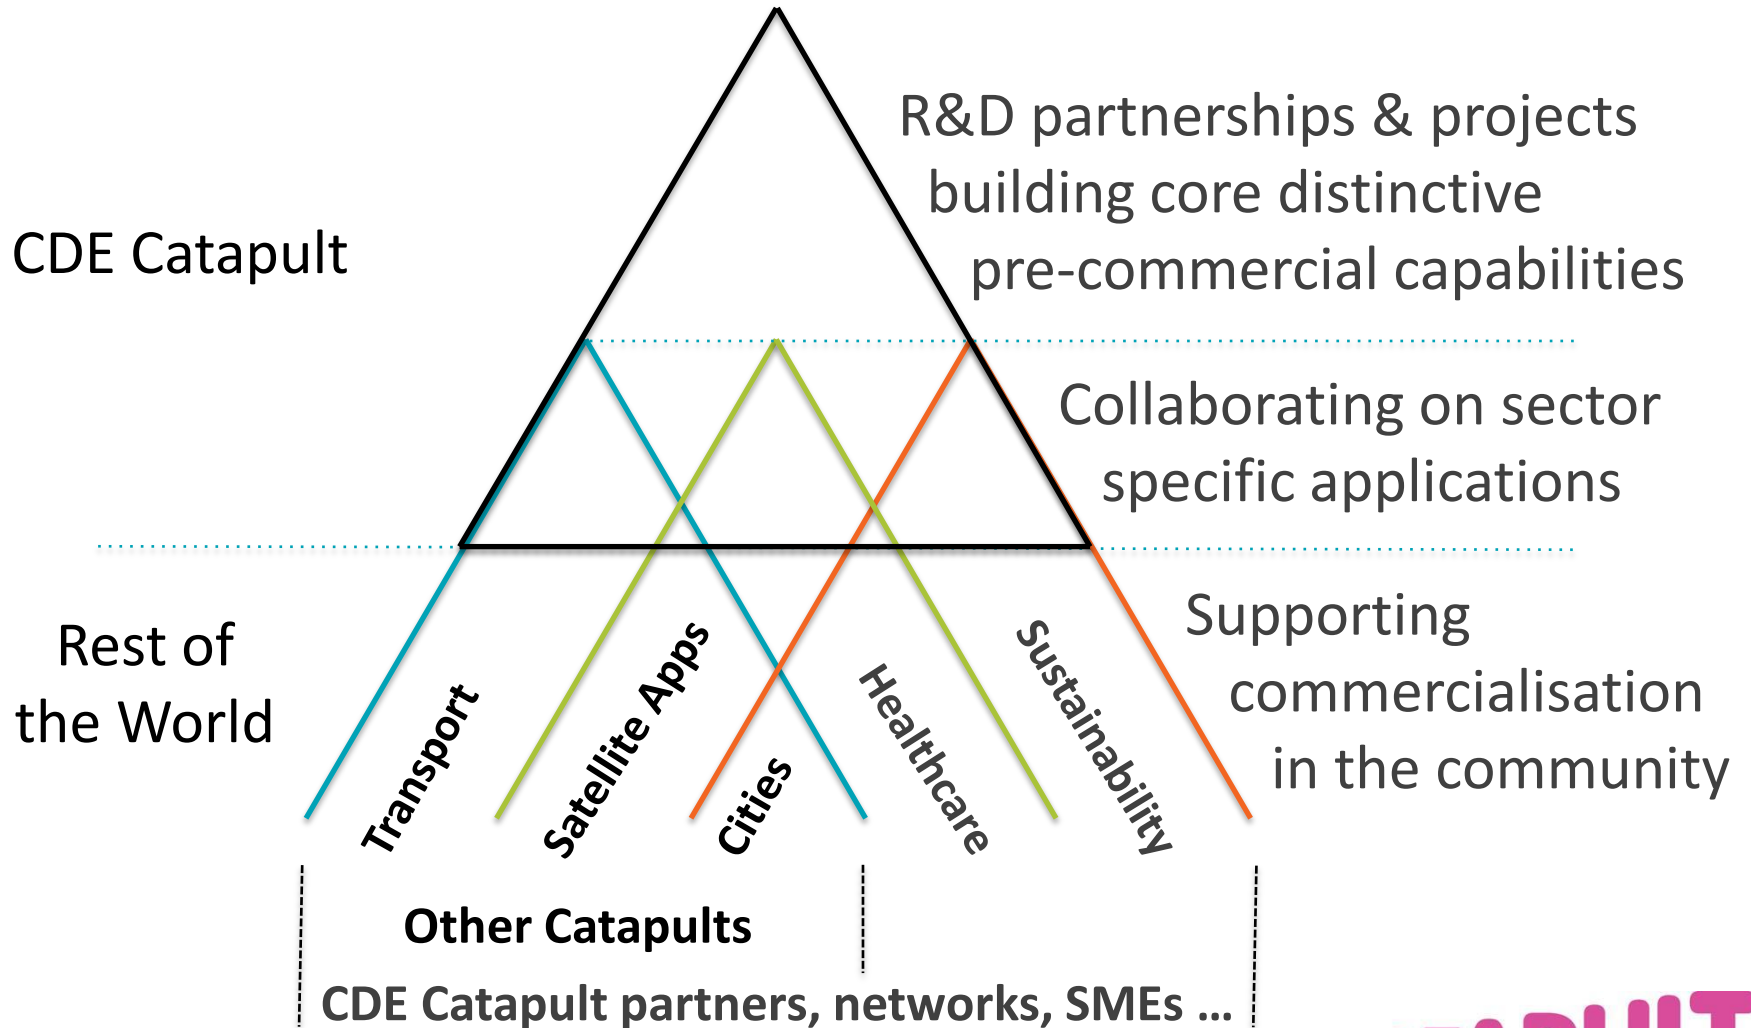 R&D partnerships & projects
building core distinctive
pre-commercial capabilities
CDE Catapult
Collaborating on sector
specific applications
Rest of
the World
Supporting
commercialisation
in the community
Transport
Satellite Apps
Cities
Healthcare
Sustainability
Other Catapults
CDE Catapult partners, networks, SMEs ...